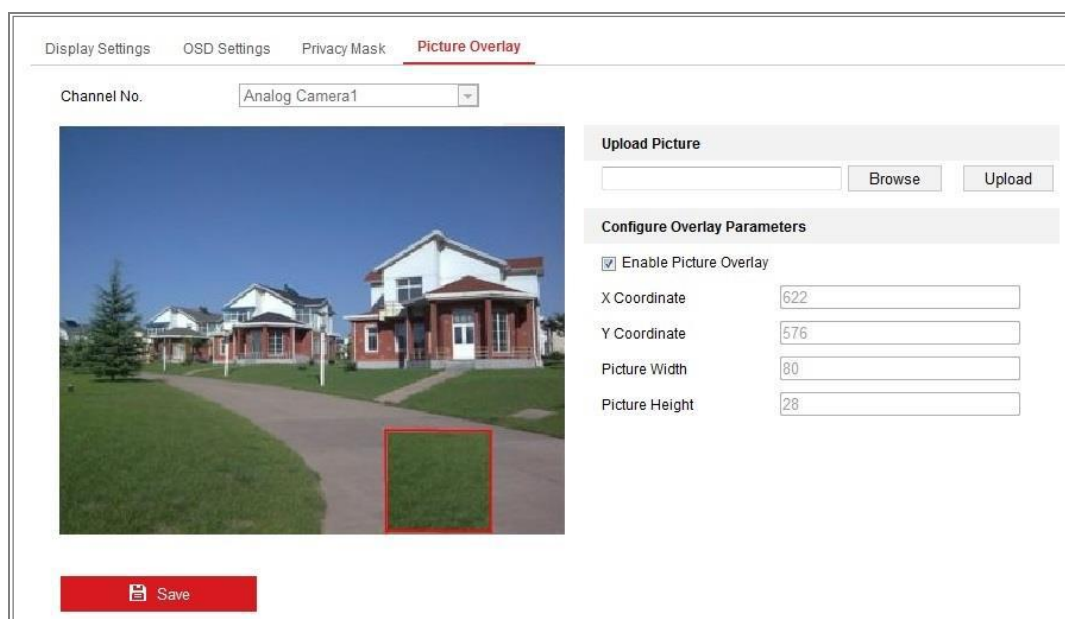 Display Settings OSD Settings Privacy Mask Picture Overlay
Channel No. Analog Camera1
Upload Picture
Browse Upload
Configure Overlay Parameters
Enable Picture Overlay
X Coordinate 622
Y Coordinate 576
Picture Width 80
Picture Height 28
Save